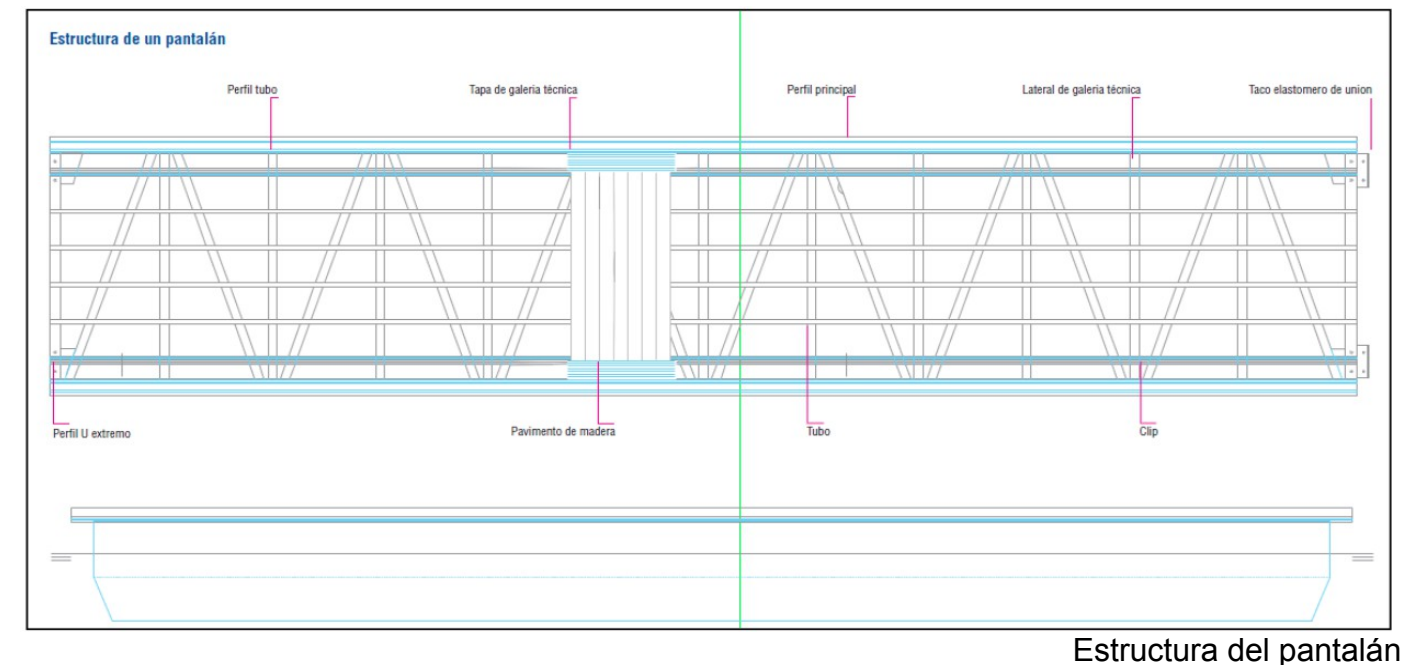 Estructura de un pantalán
Perfil tubo
Tapa de galeria técnica
Perfil principal
Lateral de galeria técnica
Taco elastomero de union
Perfil U extremo
Pavimento de madera
Tubo
Clip
Estructura del pantalán